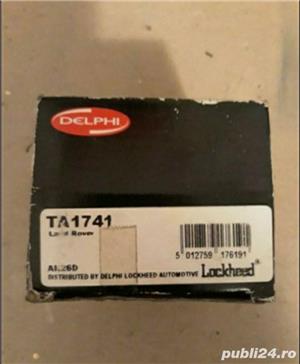 DELPHI
TA1741
Land Rover
5 012759 176191
DISTRIBUTED BY DELPHI LOCKHEED AUTOMOTIVE
Lockheed
publi24.ro